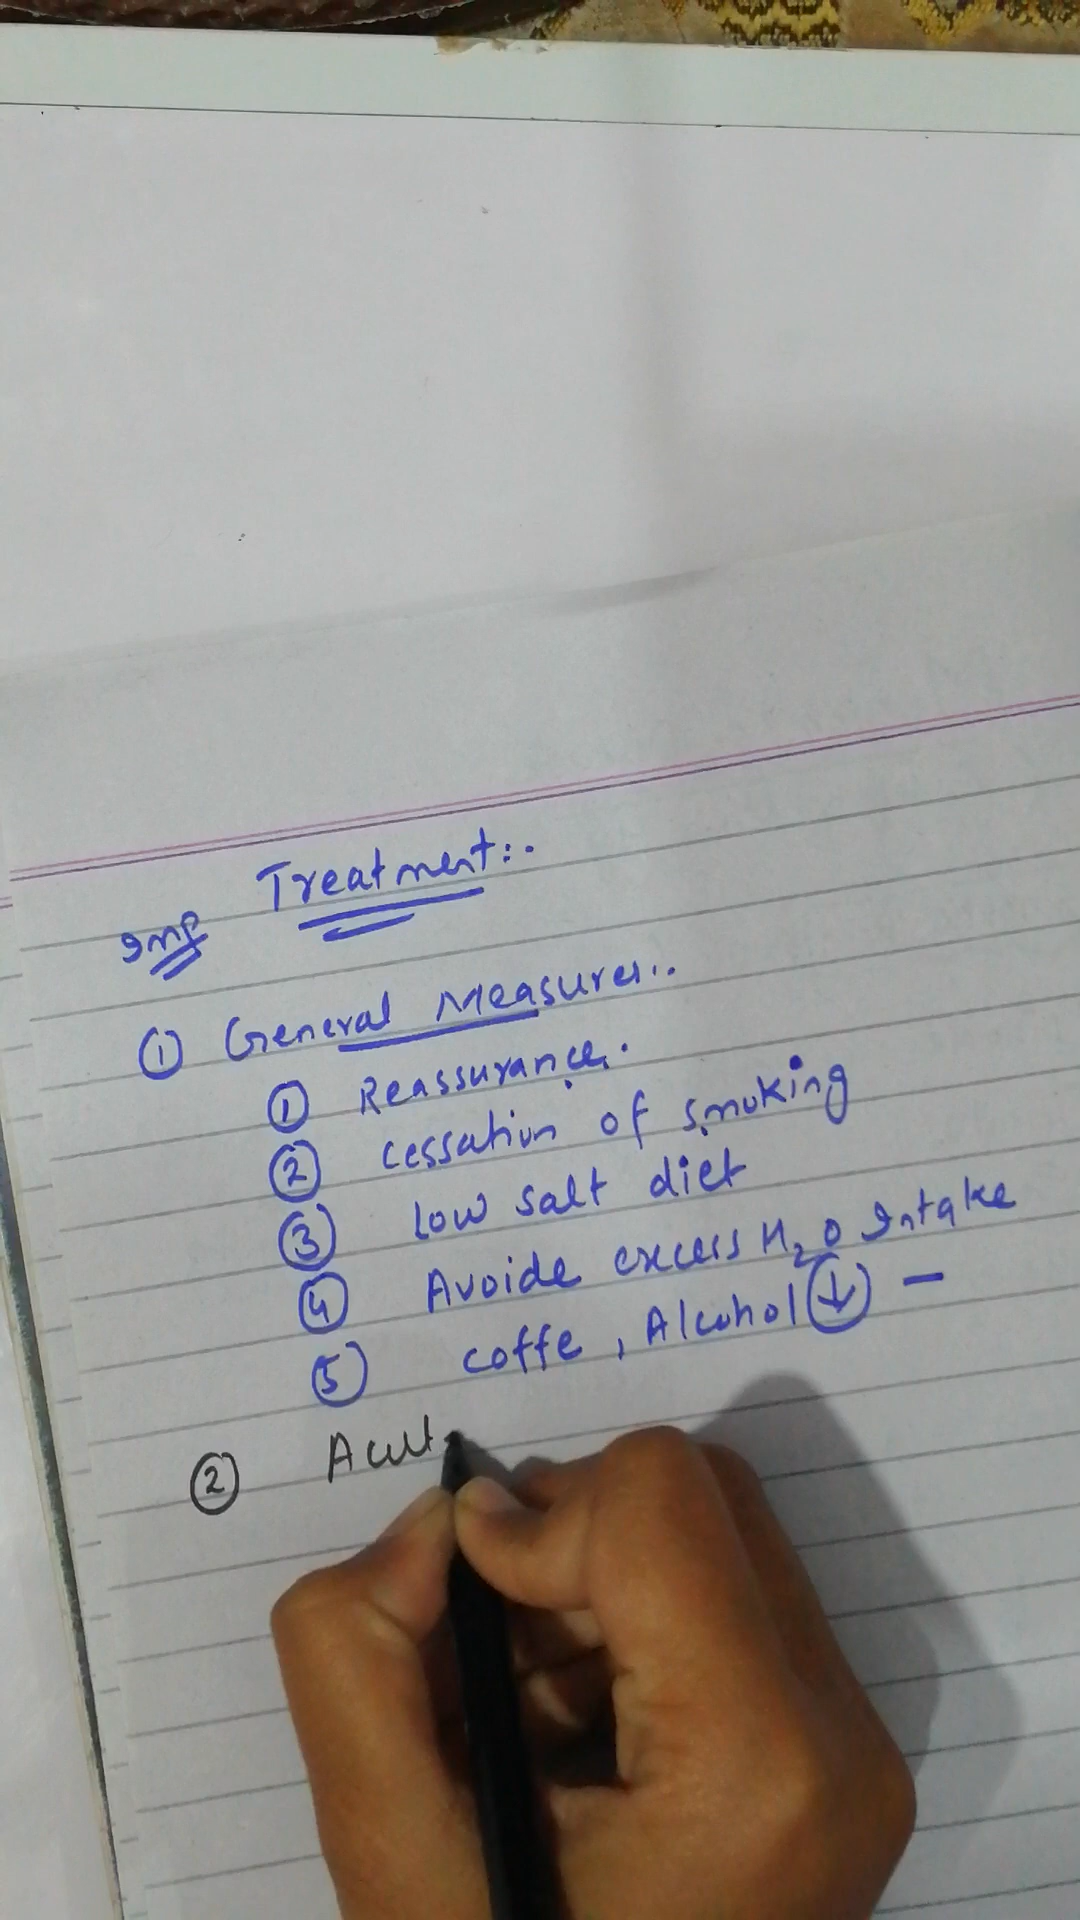 Treatment:.
Imp
① General Measures..
① Reassurance.
② Cessation of smoking
③ Low salt diet
④ Avoide excess H₂O Intake
⑤ coffe, Alcohol ↓ —
② Acut